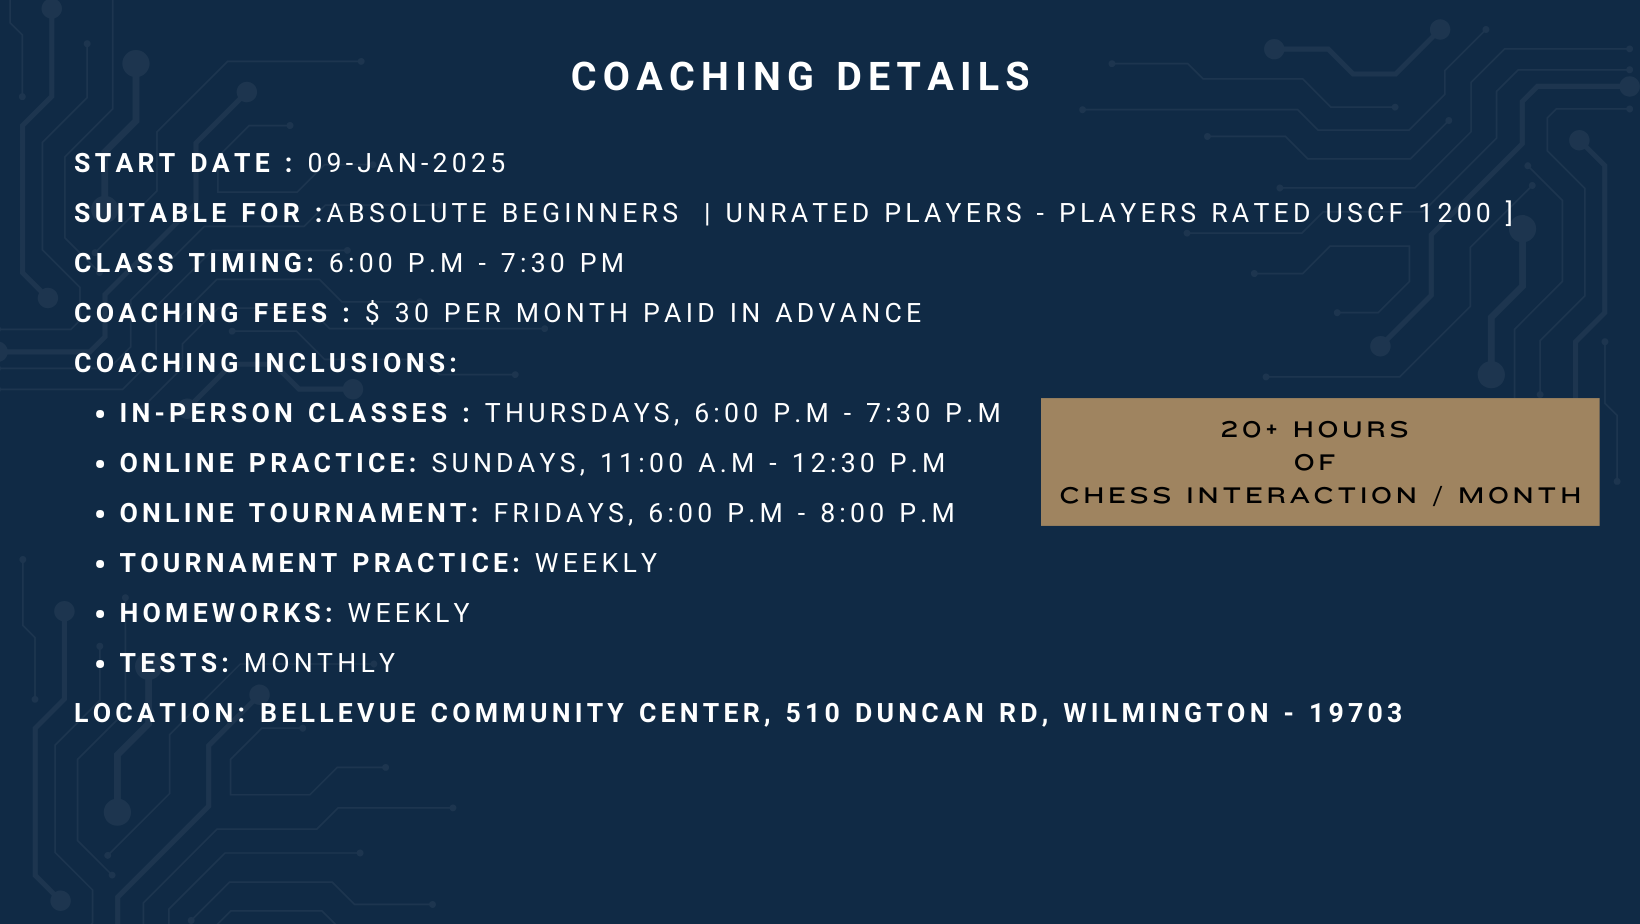 COACHING DETAILS
START DATE : 09-JAN-2025
SUITABLE FOR :ABSOLUTE BEGINNERS | UNRATED PLAYERS - PLAYERS RATED USCF 1200 ]
CLASS TIMING: 6:00 P.M - 7:30 PM
COACHING FEES : $ 30 PER MONTH PAID IN ADVANCE
COACHING INCLUSIONS:
• IN-PERSON CLASSES : THURSDAYS, 6:00 P.M - 7:30 P.M
• ONLINE PRACTICE: SUNDAYS, 11:00 A.M - 12:30 P.M
• ONLINE TOURNAMENT: FRIDAYS, 6:00 P.M - 8:00 P.M
• TOURNAMENT PRACTICE: WEEKLY
• HOMEWORKS: WEEKLY
• TESTS: MONTHLY
LOCATION: BELLEVUE COMMUNITY CENTER, 510 DUNCAN RD, WILMINGTON - 19703
20+ HOURS
OF
CHESS INTERACTION / MONTH